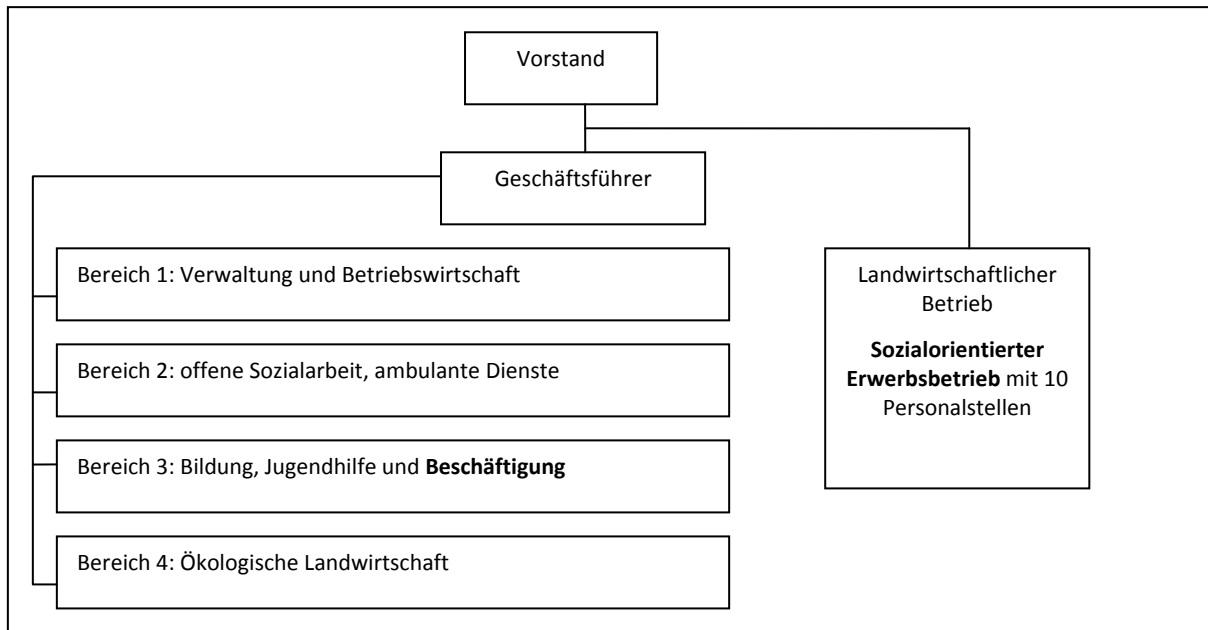 Vorstand
Geschäftsführer
Bereich 1: Verwaltung und Betriebswirtschaft
Bereich 2: offene Sozialarbeit, ambulante Dienste
Bereich 3: Bildung, Jugendhilfe und Beschäftigung
Bereich 4: Ökologische Landwirtschaft
Landwirtschaftlicher
Betrieb
Sozialorientierter
Erwerbsbetrieb mit 10
Personalstellen